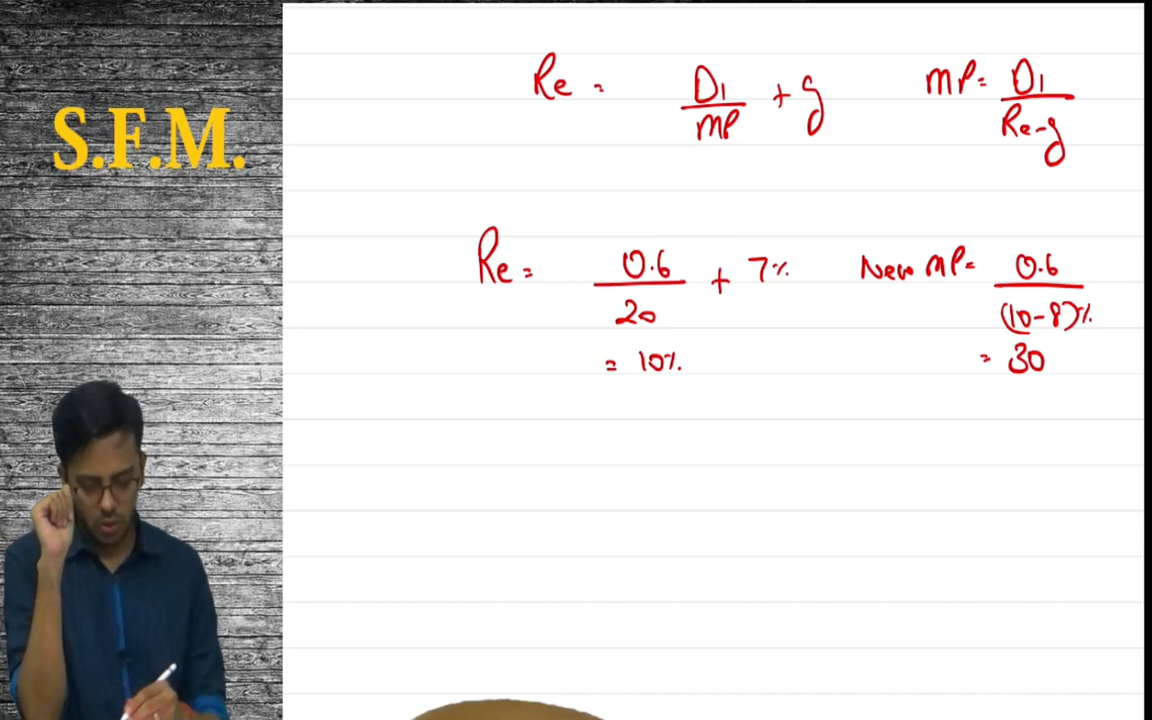 S.F.M.
Re = D1/MP + g
MP = D1/Re-g
Re = 0.6/20 + 7%
= 10%
New MP = 0.6/(10-8)%
= 30